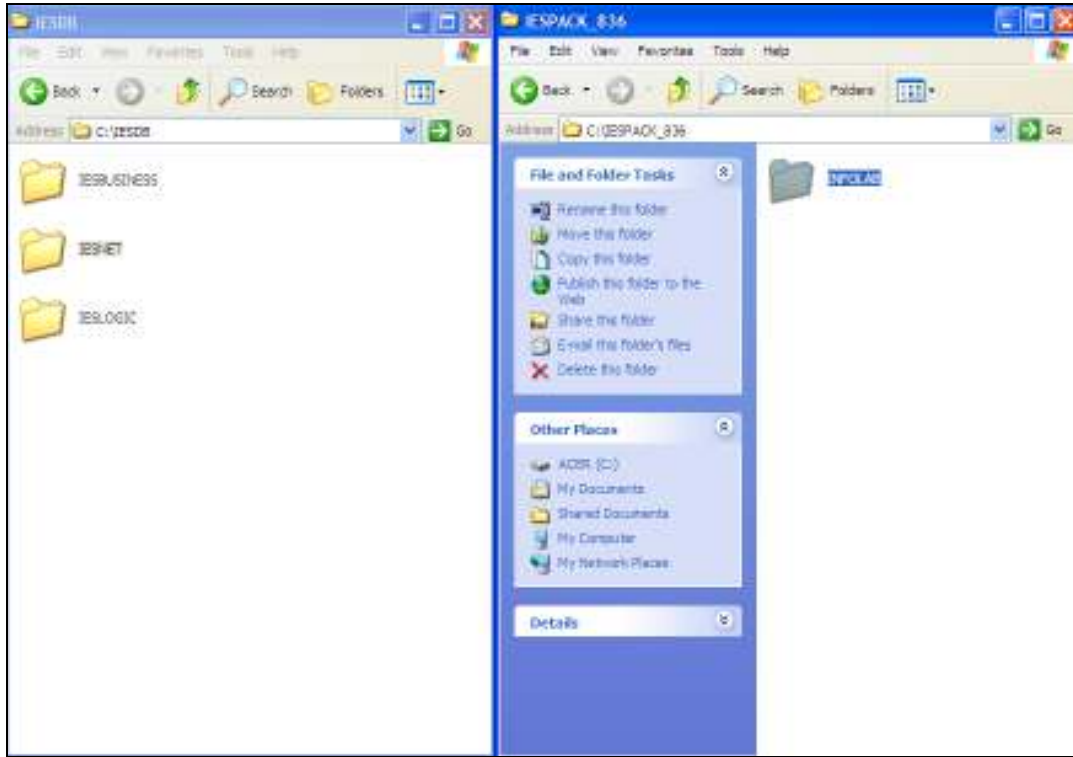 IESDB
File Edit View Favorites Tools Help
Back Search Folders
Address C:\IESDB Go
IESBUSINESS
IESNET
IESLOGIC
IESPACK_836
File Edit View Favorites Tools Help
Back Search Folders
Address C:\IESPACK_836 Go
File and Folder Tasks
Rename this folder
Move this folder
Copy this folder
Publish this folder to the
Web
Share this folder
E-mail this folder's files
Delete this folder
Other Places
ACER (C:)
My Documents
Shared Documents
My Computer
My Network Places
Details
INFOLAB